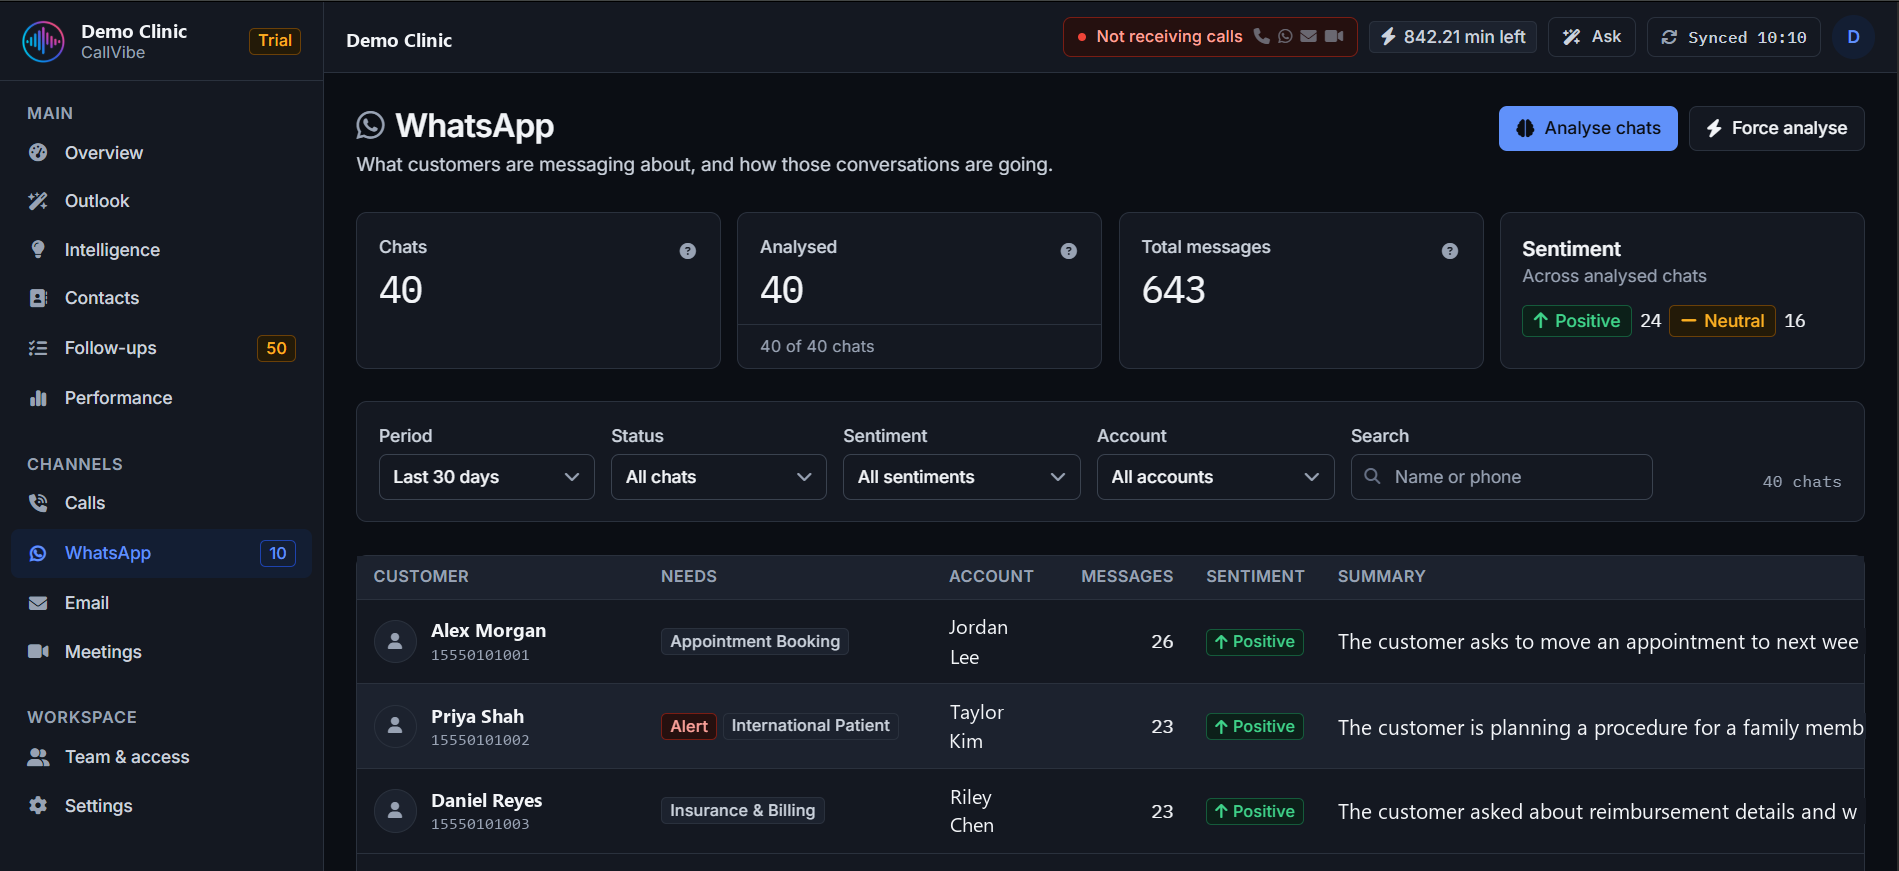 Demo Clinic
CallVibe
Trial
MAIN
Overview
Outlook
Intelligence
Contacts
Follow-ups 50
Performance
CHANNELS
Calls
WhatsApp 10
Email
Meetings
WORKSPACE
Team & access
Settings
Demo Clinic
Not receiving calls
842.21 min left
Ask
Synced 10:10
D
WhatsApp
What customers are messaging about, and how those conversations are going.
Analyse chats
Force analyse
Chats
40
Analysed
40
40 of 40 chats
Total messages
643
Sentiment
Across analysed chats
Positive 24 Neutral 16
Period
Last 30 days
Status
All chats
Sentiment
All sentiments
Account
All accounts
Search
Name or phone
40 chats
CUSTOMER NEEDS ACCOUNT MESSAGES SENTIMENT SUMMARY
Alex Morgan
15550101001
Appointment Booking
Jordan
Lee
26
Positive
The customer asks to move an appointment to next wee
Priya Shah
15550101002
Alert International Patient
Taylor
Kim
23
Positive
The customer is planning a procedure for a family memb
Daniel Reyes
15550101003
Insurance & Billing
Riley
Chen
23
Positive
The customer asked about reimbursement details and w